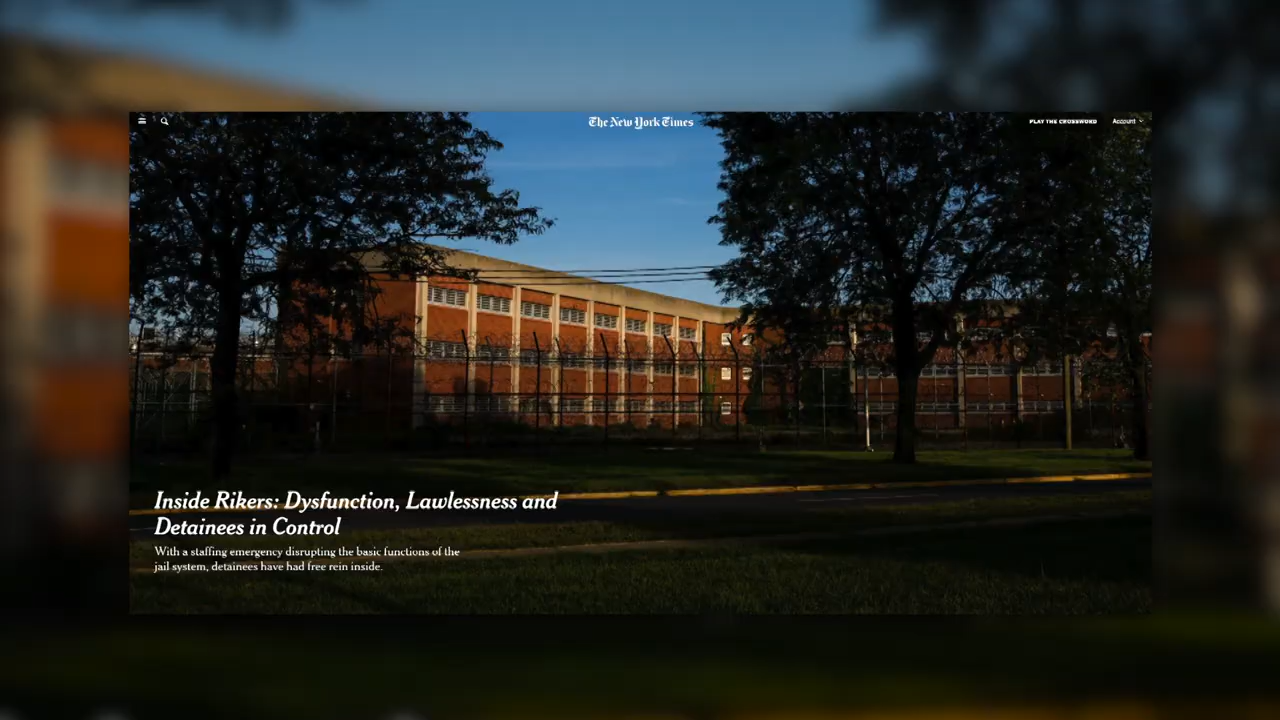 The New York Times
PLAY THE CROSSWORD
Account
Inside Rikers: Dysfunction, Lawlessness and
Detainees in Control
With a staffing emergency disrupting the basic functions of the
jail system, detainees have had free rein inside.